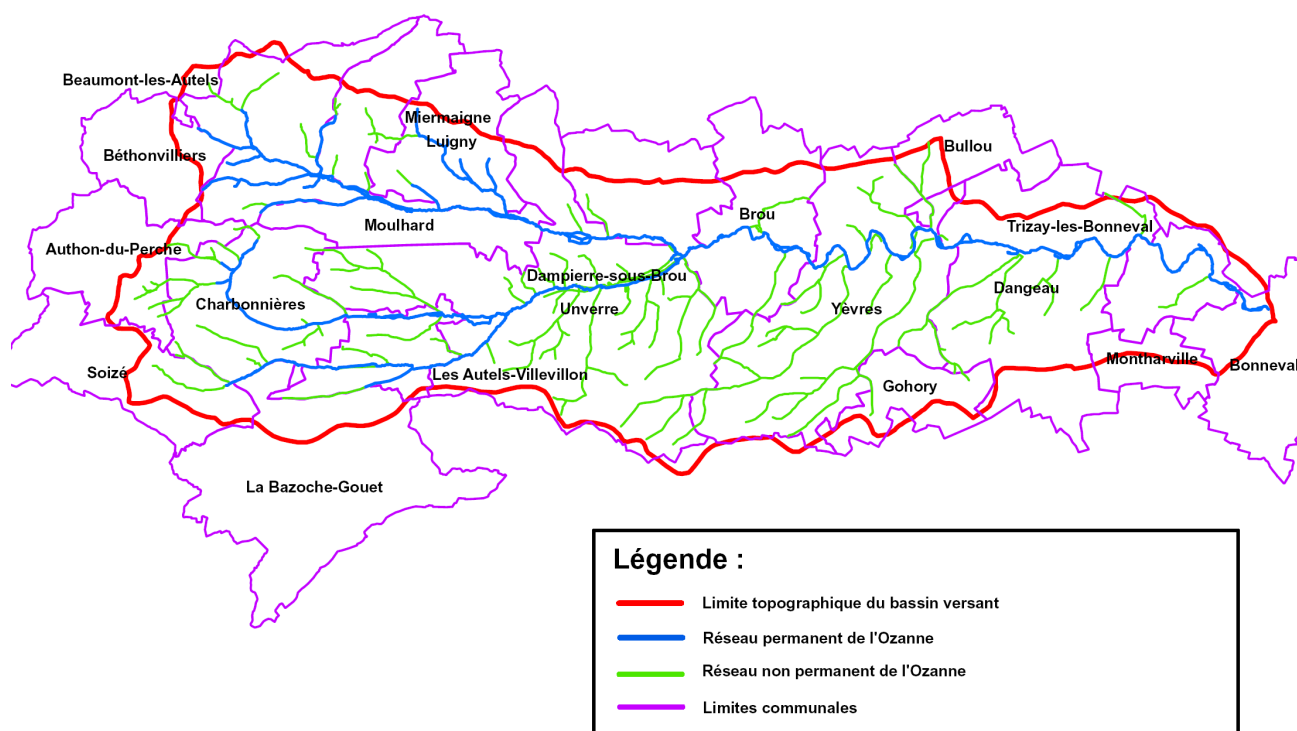 Beaumont-les-Autels
Miermaigne
Luigny
Bullou
Béthonvilliers
Brou
Moulhard
Trizay-les-Bonneval
Authon-du-Perche
Dampierre-sous-Brou
Dangeau
Charbonnières
Unverre
Yèvres
Montharville
Bonneval
Soizé
Les Autels-Villevillon
Gohory
La Bazoche-Gouet
Légende :
Limite topographique du bassin versant
Réseau permanent de l'Ozanne
Réseau non permanent de l'Ozanne
Limites communales